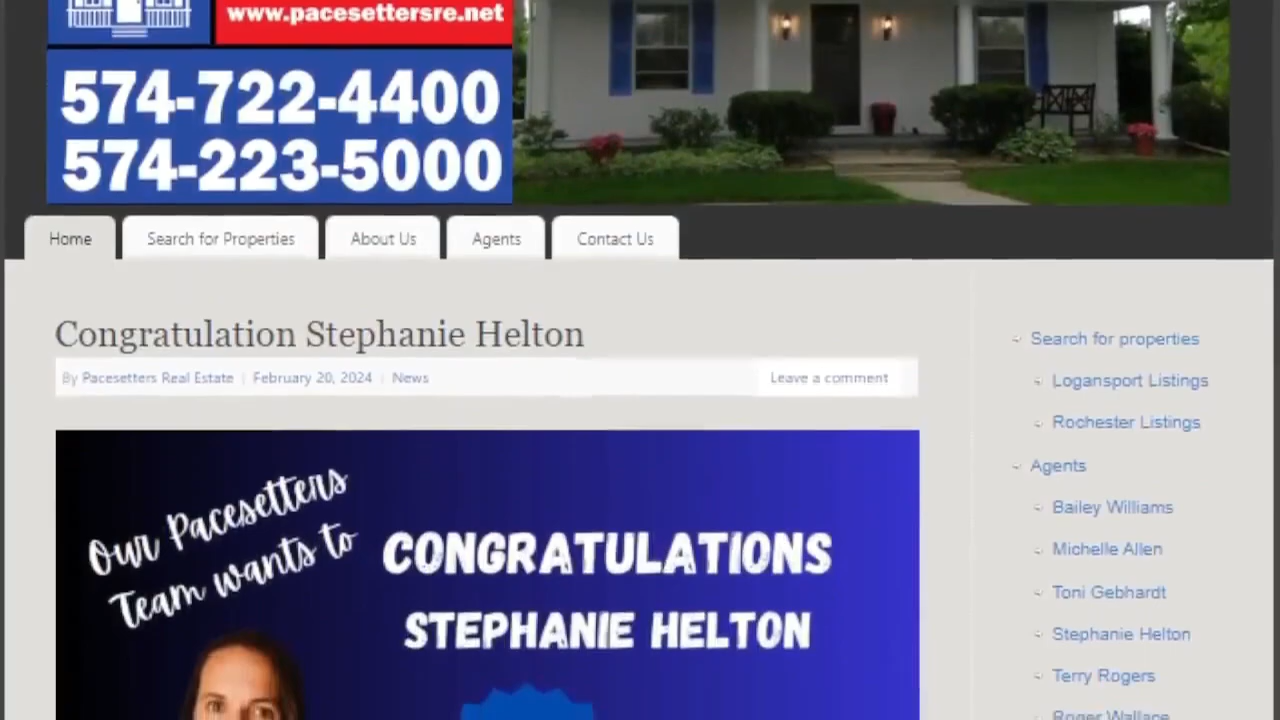 www.pacesettersre.net
574-722-4400
574-223-5000
Home
Search for Properties
About Us
Agents
Contact Us
Congratulation Stephanie Helton
By Pacesetters Real Estate | February 20, 2024 | News
Leave a comment
Our Pacesetters
Team wants to
CONGRATULATIONS
STEPHANIE HELTON
Search for properties
Logansport Listings
Rochester Listings
Agents
Bailey Williams
Michelle Allen
Toni Gebhardt
Stephanie Helton
Terry Rogers
Roger Wallace